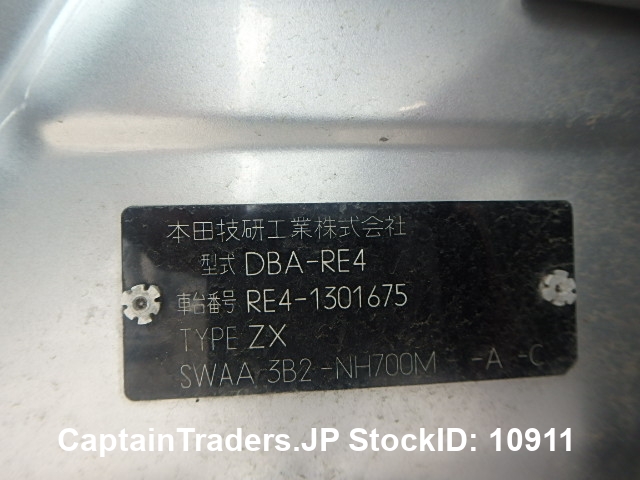 本田技研工業株式会社
型式 DBA-RE4
車台番号 RE4-1301675
TYPE ZX
SWAA 3B2 -NH700M - -A -C
CaptainTraders.JP StockID: 10911